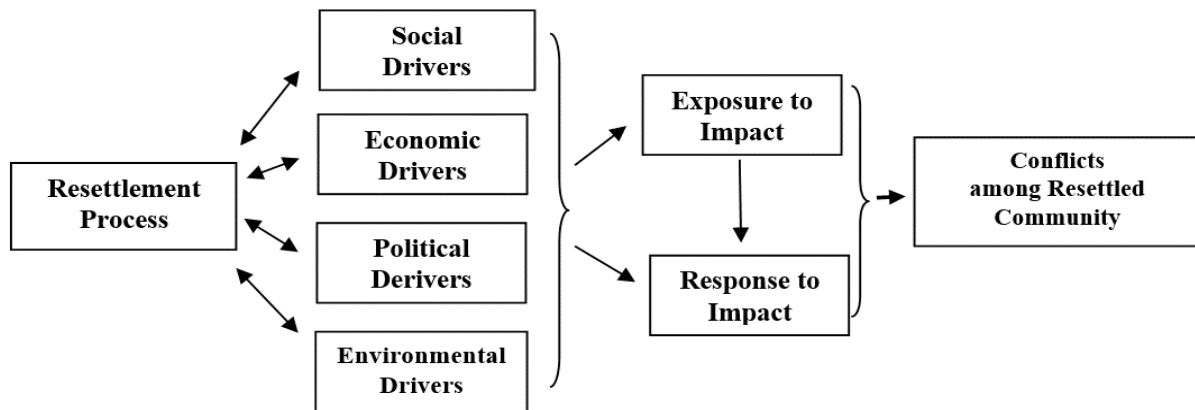 Resettlement
Process
Social
Drivers
Economic
Drivers
Political
Derivers
Environmental
Drivers
Exposure to
Impact
Response to
Impact
Conflicts
among Resettled
Community